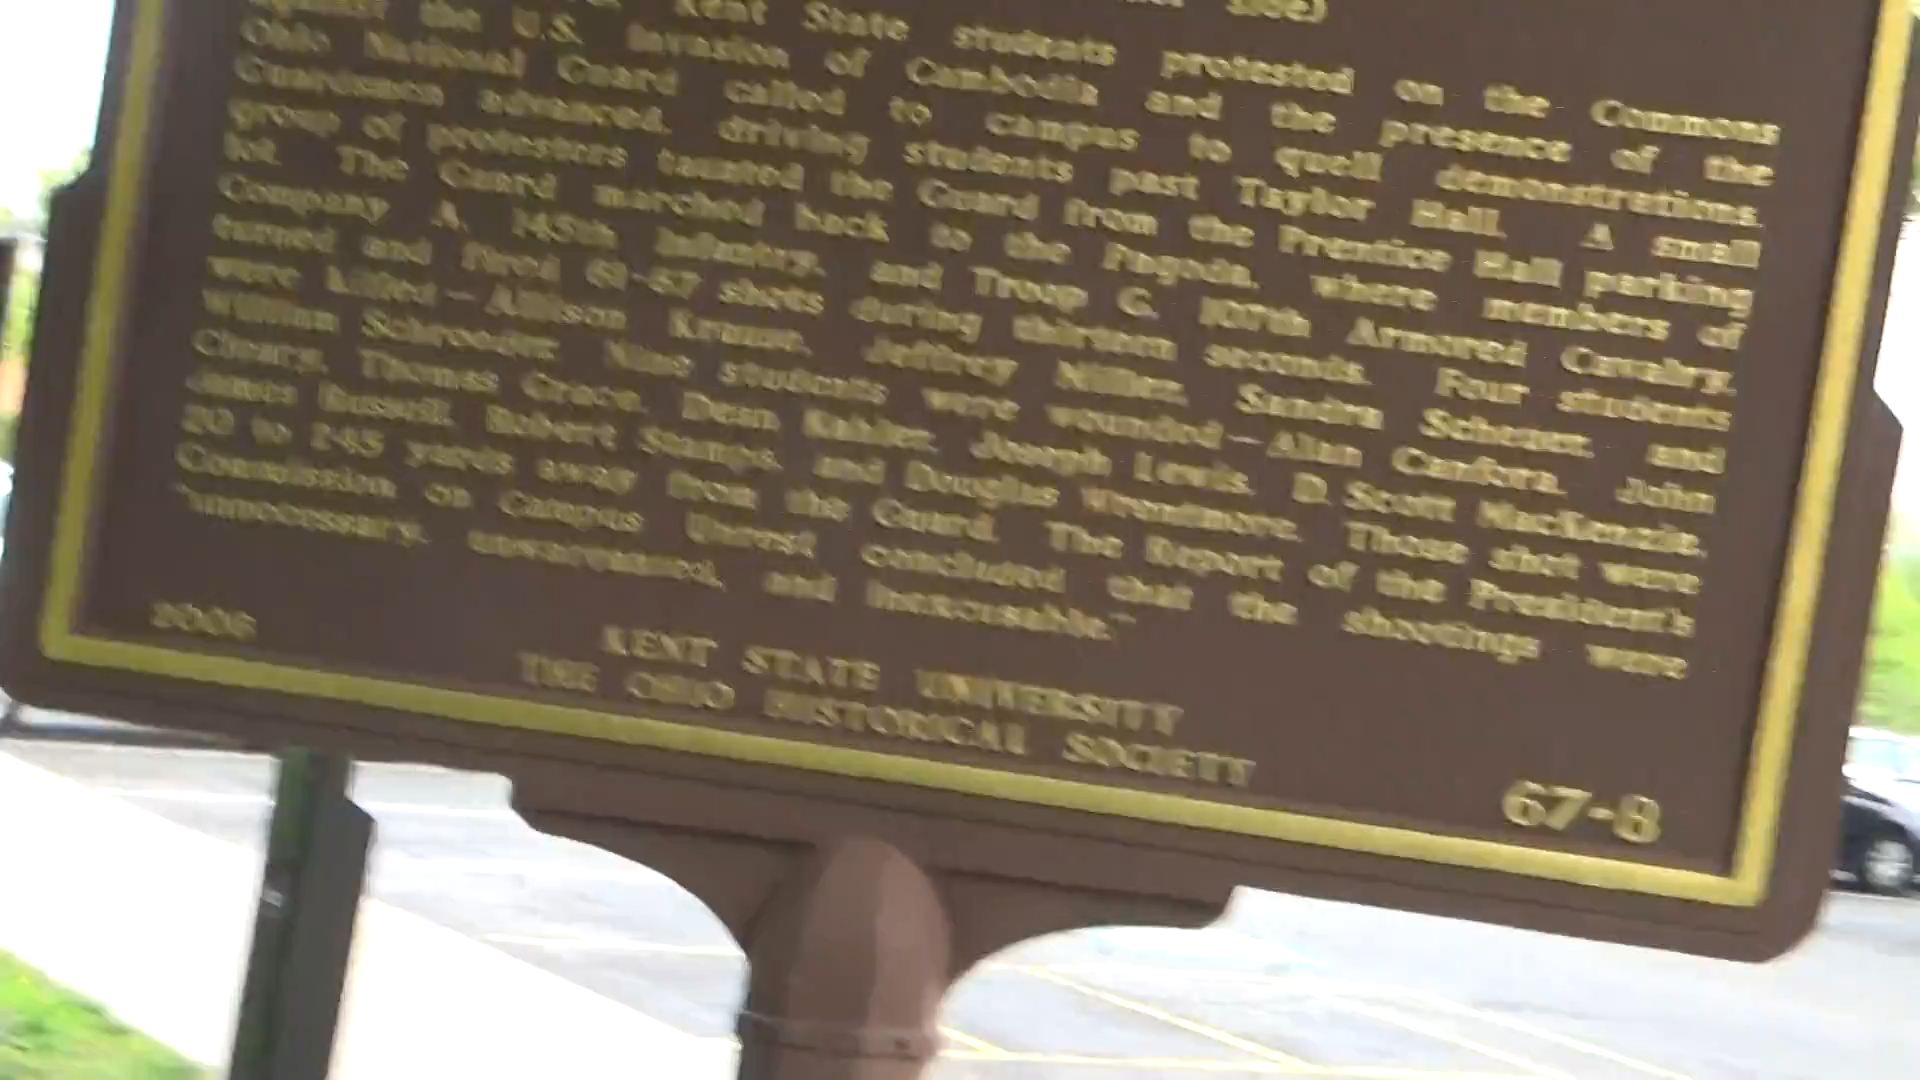 Kent State students protested on the Commons
against the U.S. invasion of Cambodia and the presence of the
Ohio National Guard called to campus to quell demonstrations.
Guardsmen advanced, driving students past Taylor Hall. A small
group of protesters taunted the Guard from the Prentice Hall parking
lot. The Guard marched back to the Pagoda, where members of
Company A, 145th Infantry, and Troop G, 107th Armored Cavalry,
turned and fired 61-67 shots during thirteen seconds. Four students
were killed - Allison Krause, Jeffrey Miller, Sandra Scheuer, and
William Schroeder. Nine students were wounded - Alan Canfora, John
Cleary, Thomas Grace, Dean Kahler, Joseph Lewis, D. Scott MacKenzie,
James Russell, Robert Stamps, and Douglas Wrentmore. Those shot were
20 to 245 yards away from the Guard. The Report of the President's
Commission on Campus Unrest concluded that the shootings were
"unnecessary, unwarranted, and inexcusable."
2006
KENT STATE UNIVERSITY
THE OHIO HISTORICAL SOCIETY
67-8